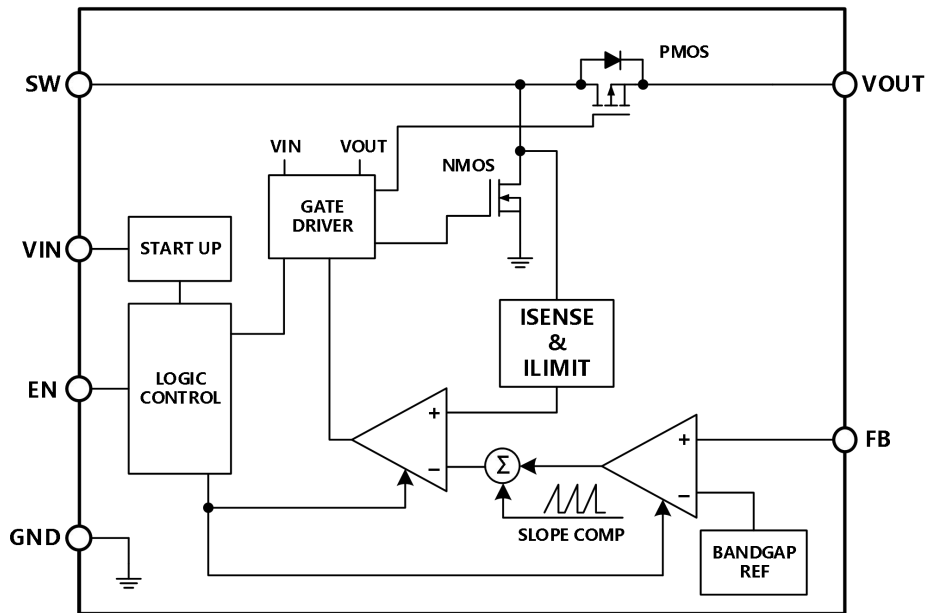 PMOS
SW
VOUT
VIN
VOUT
NMOS
GATE
DRIVER
VIN
START UP
ISENSE
&
ILIMIT
LOGIC
CONTROL
EN
+
FB
+
−
Σ
−
SLOPE COMP
GND
BANDGAP
REF